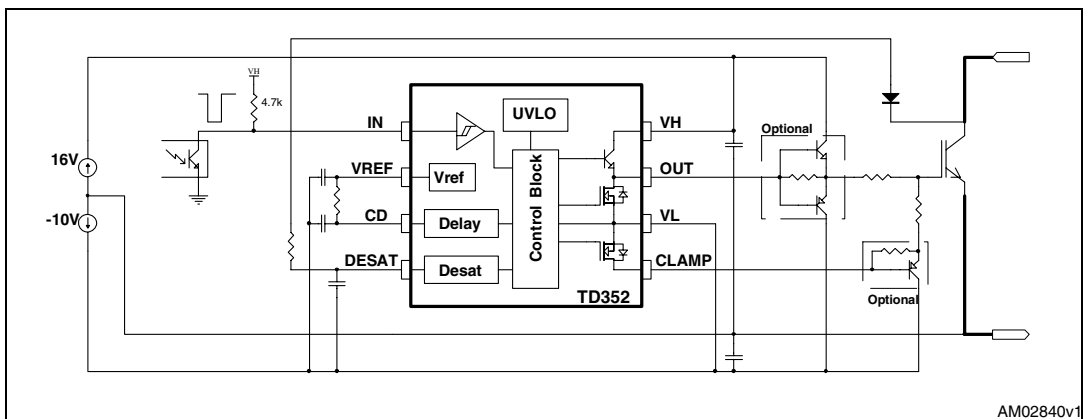 VH
4.7k
IN
UVLO
VH
Optional
16V
VREF
Vref
Control Block
OUT
-10V
CD
Delay
VL
DESAT
Desat
CLAMP
TD352
Optional
AM02840v1